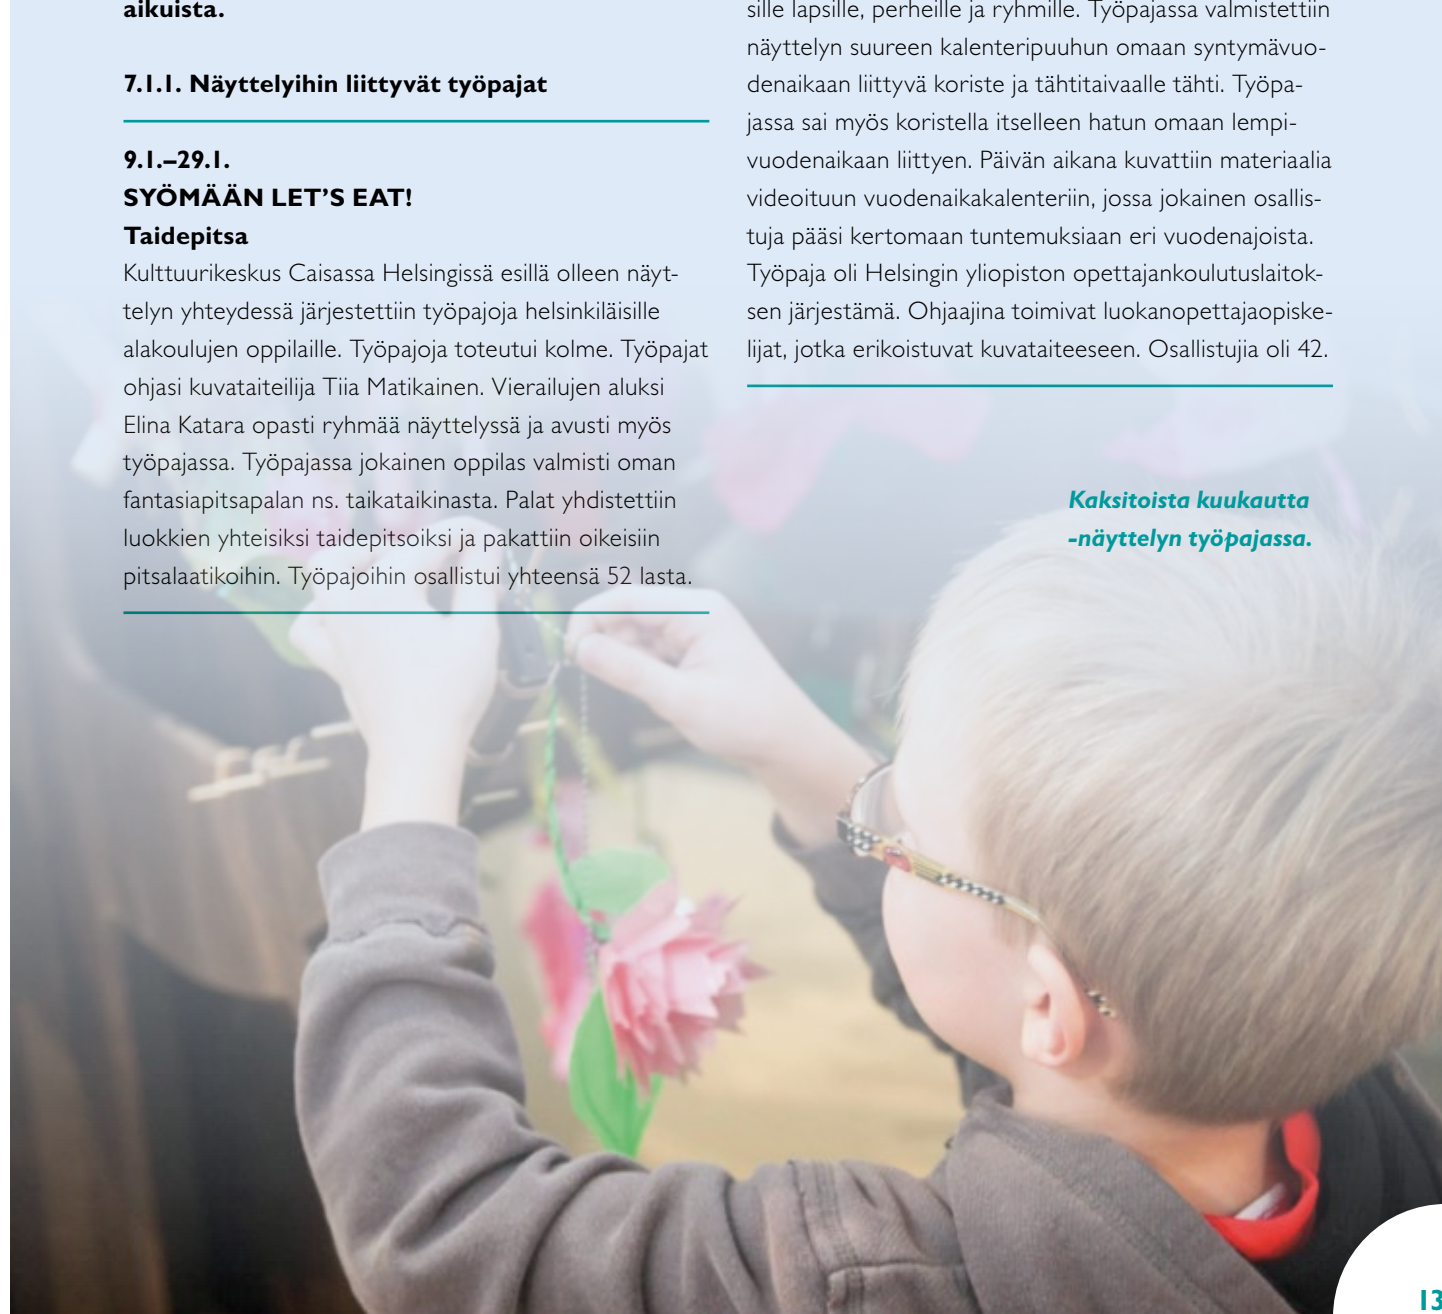 aikuista.
7.1.1. Näyttelyihin liittyvät työpajat
9.1.–29.1.
SYÖMÄÄN LET’S EAT!
Taidepitsa
Kulttuurikeskus Caisassa Helsingissä esillä olleen näyt-
telyn yhteydessä järjestettiin työpajoja helsinkiläisille
alakoulujen oppilaille. Työpajoja toteutui kolme. Työpajat
ohjasi kuvataiteilija Tiia Matikainen. Vierailujen aluksi
Elina Katara opasti ryhmää näyttelyssä ja avusti myös
työpajassa. Työpajassa jokainen oppilas valmisti oman
fantasiapitsapalan ns. taikataikinasta. Palat yhdistettiin
luokkien yhteisiksi taidepitsoiksi ja pakattiin oikeisiin
pitsalaatikoihin. Työpajoihin osallistui yhteensä 52 lasta.
sille lapsille, perheille ja ryhmille. Työpajassa valmistettiin
näyttelyn suureen kalenteripuuhun omaan syntymävuo-
denaikaan liittyvä koriste ja tähtitaivaalle tähti. Työpa-
jassa sai myös koristella itselleen hatun omaan lempi-
vuodenaikaan liittyen. Päivän aikana kuvattiin materiaalia
videoituun vuodenaikakalenteriin, jossa jokainen osallis-
tuja pääsi kertomaan tuntemuksiaan eri vuodenajoista.
Työpaja oli Helsingin yliopiston opettajankoulutuslaitok-
sen järjestämä. Ohjaajina toimivat luokanopettajaopiske-
lijat, jotka erikoistuvat kuvataiteeseen. Osallistujia oli 42.
Kaksitoista kuukautta
-näyttelyn työpajassa.
13